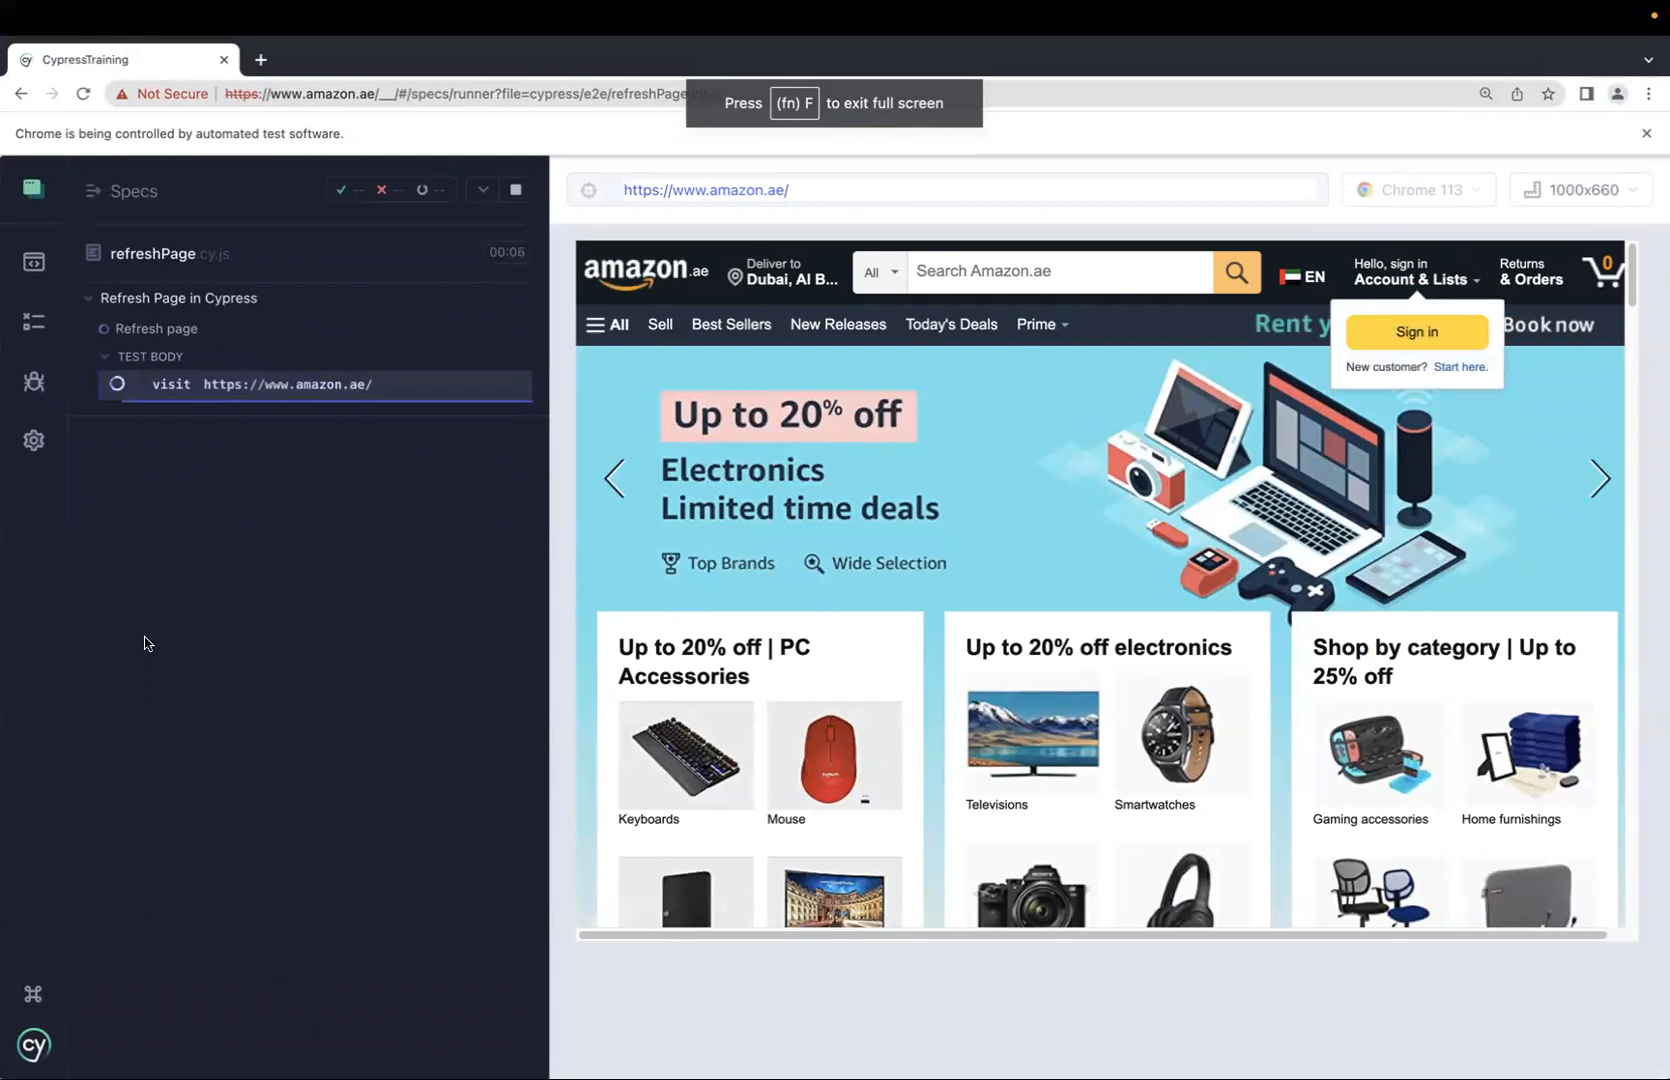 CypressTraining
Not Secure https://www.amazon.ae/__/#/specs/runner?file=cypress/e2e/refreshPage
Press (fn) F to exit full screen
Chrome is being controlled by automated test software.
Specs -- -- --
https://www.amazon.ae/ Chrome 113 1000x660
refreshPage.cy.js 00:05
Refresh Page in Cypress
Refresh page
TEST BODY
visit https://www.amazon.ae/
cy
amazon.ae
Deliver to
Dubai, Al B...
All Search Amazon.ae
EN
Hello, sign in
Account & Lists
Returns
& Orders
0
All Sell Best Sellers New Releases Today's Deals Prime
Rent y Book now
Sign in
New customer? Start here.
Up to 20% off
Electronics
Limited time deals
Top Brands Wide Selection
Up to 20% off | PC
Accessories
Keyboards Mouse
Up to 20% off electronics
Televisions Smartwatches
SONY
Shop by category | Up to
25% off
Gaming accessories Home furnishings